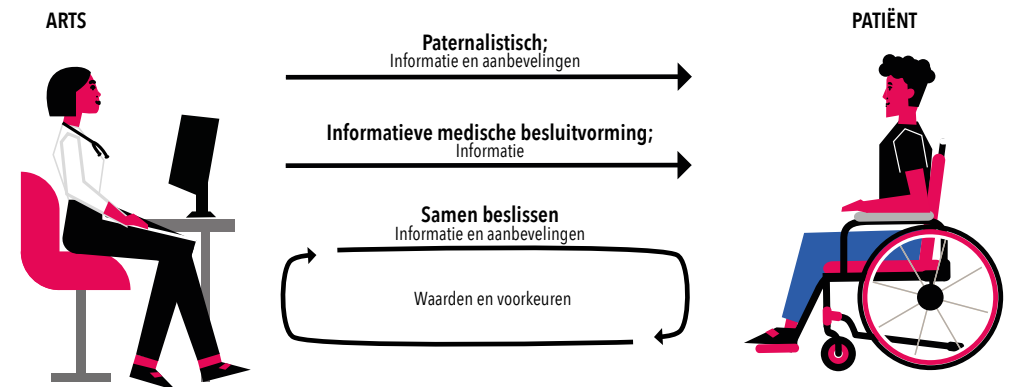 ARTS
PATIËNT
Paternalistisch;
Informatie en aanbevelingen
Informatieve medische besluitvorming;
Informatie
Samen beslissen
Informatie en aanbevelingen
Waarden en voorkeuren